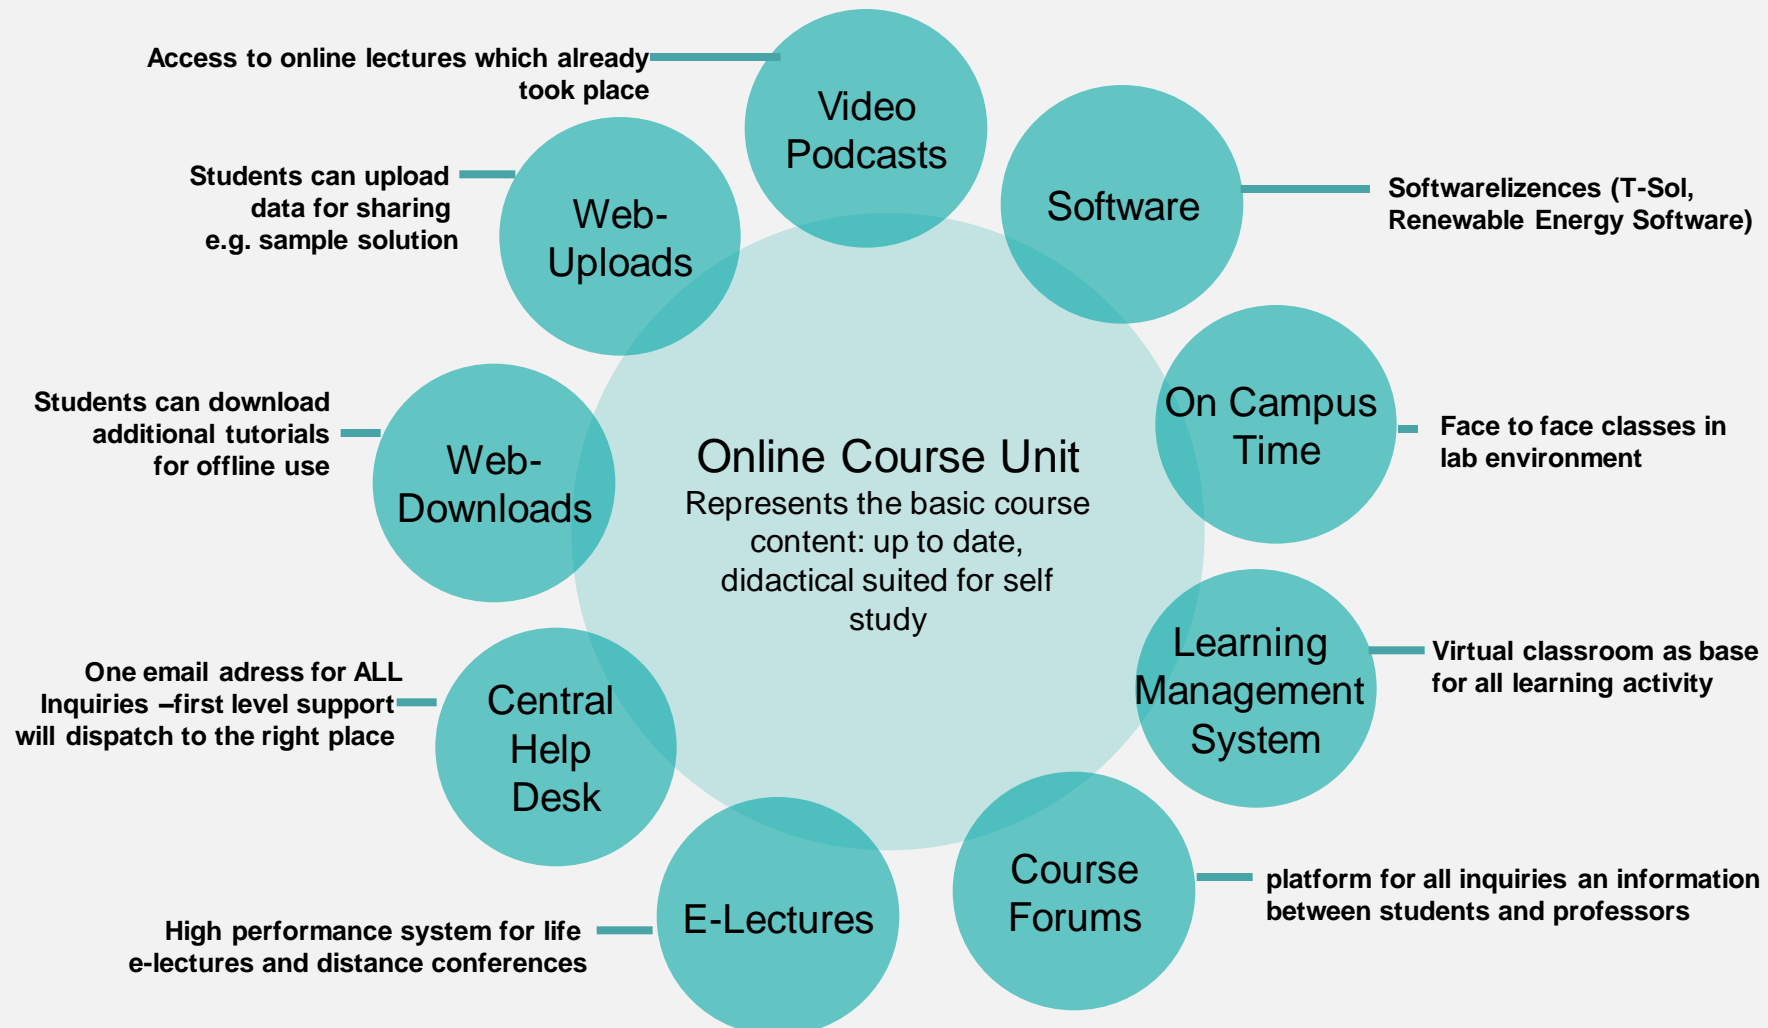 Access to online lectures which already
took place
Video
Podcasts
Software
Softwarelizences (T-Sol,
Renewable Energy Software)
Students can upload
data for sharing
e.g. sample solution
Web-
Uploads
On Campus
Time
Face to face classes in
lab environment
Students can download
additional tutorials
for offline use
Web-
Downloads
Online Course Unit
Represents the basic course
content: up to date,
didactical suited for self
study
Learning
Management
System
Virtual classroom as base
for all learning activity
One email adress for ALL
Inquiries –first level support
will dispatch to the right place
Central
Help
Desk
Course
Forums
platform for all inquiries an information
between students and professors
E-Lectures
High performance system for life
e-lectures and distance conferences